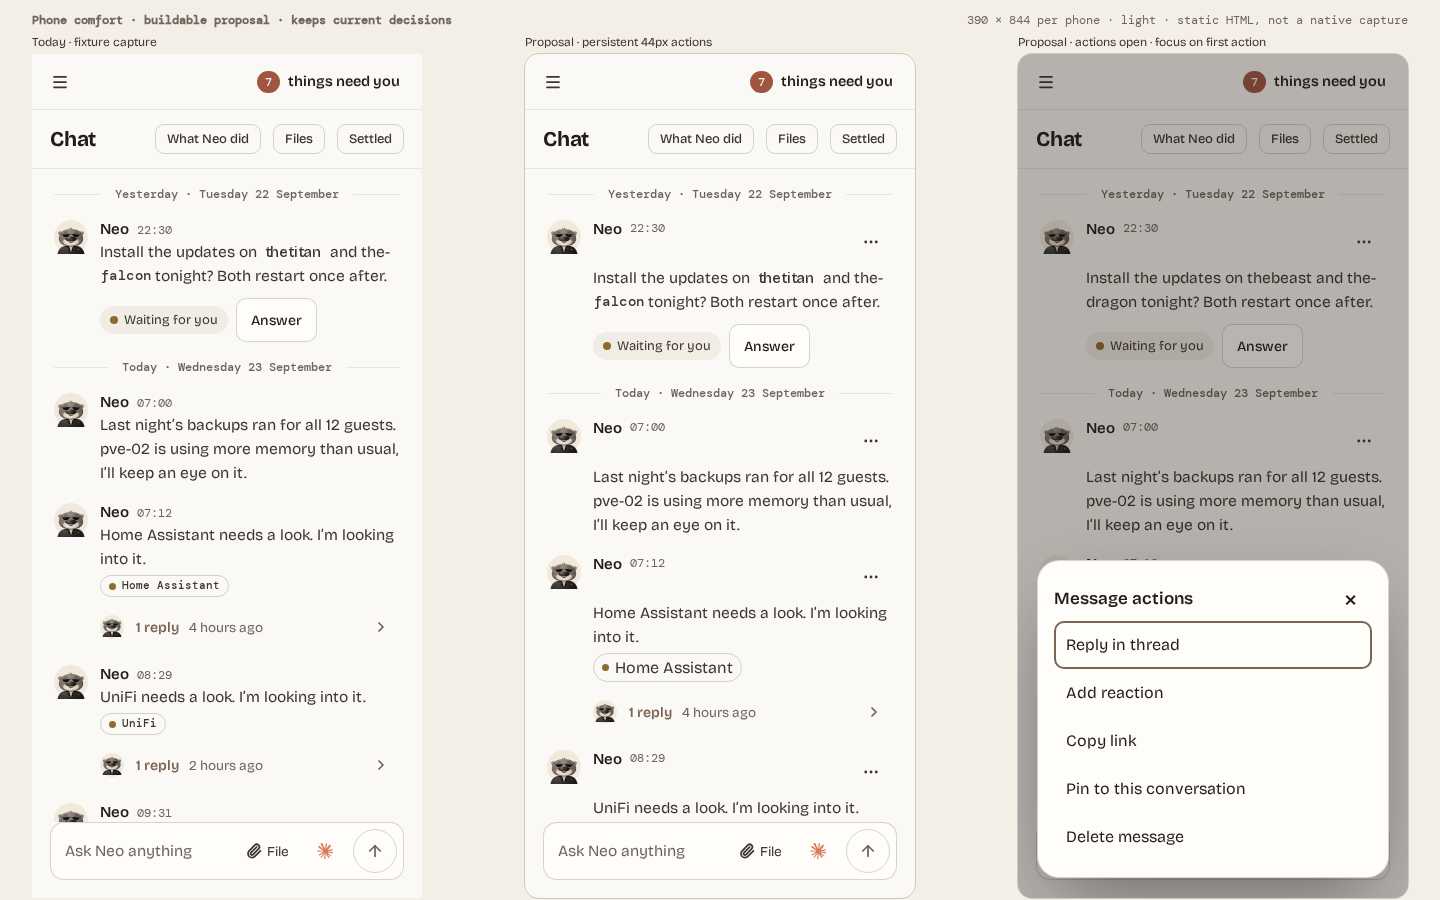 Phone comfort · buildable proposal · keeps current decisions
390 × 844 per phone · light · static HTML, not a native capture
Today · fixture capture
7 things need you
Chat
What Neo did
Files
Settled
Yesterday · Tuesday 22 September
Neo 22:30
Install the updates on thetitan and the-
falcon tonight? Both restart once after.
Waiting for you
Answer
Today · Wednesday 23 September
Neo 07:00
Last night's backups ran for all 12 guests.
pve-02 is using more memory than usual,
I'll keep an eye on it.
Neo 07:12
Home Assistant needs a look. I'm looking
into it.
Home Assistant
1 reply 4 hours ago
Neo 08:29
UniFi needs a look. I'm looking into it.
UniFi
1 reply 2 hours ago
Neo 09:31
Ask Neo anything
File
Proposal · persistent 44px actions
7 things need you
Chat
What Neo did
Files
Settled
Yesterday · Tuesday 22 September
Neo 22:30
Install the updates on thetitan and the-
falcon tonight? Both restart once after.
Waiting for you
Answer
Today · Wednesday 23 September
Neo 07:00
Last night's backups ran for all 12 guests.
pve-02 is using more memory than usual,
I'll keep an eye on it.
Neo 07:12
Home Assistant needs a look. I'm looking
into it.
Home Assistant
1 reply 4 hours ago
Neo 08:29
UniFi needs a look. I'm looking into it.
Ask Neo anything
File
Proposal · actions open · focus on first action
7 things need you
Chat
What Neo did
Files
Settled
Yesterday · Tuesday 22 September
Neo 22:30
Install the updates on thebeast and the-
dragon tonight? Both restart once after.
Waiting for you
Answer
Today · Wednesday 23 September
Neo 07:00
Last night's backups ran for all 12 guests.
pve-02 is using more memory than usual,
I'll keep an eye on it.
Message actions
Reply in thread
Add reaction
Copy link
Pin to this conversation
Delete message